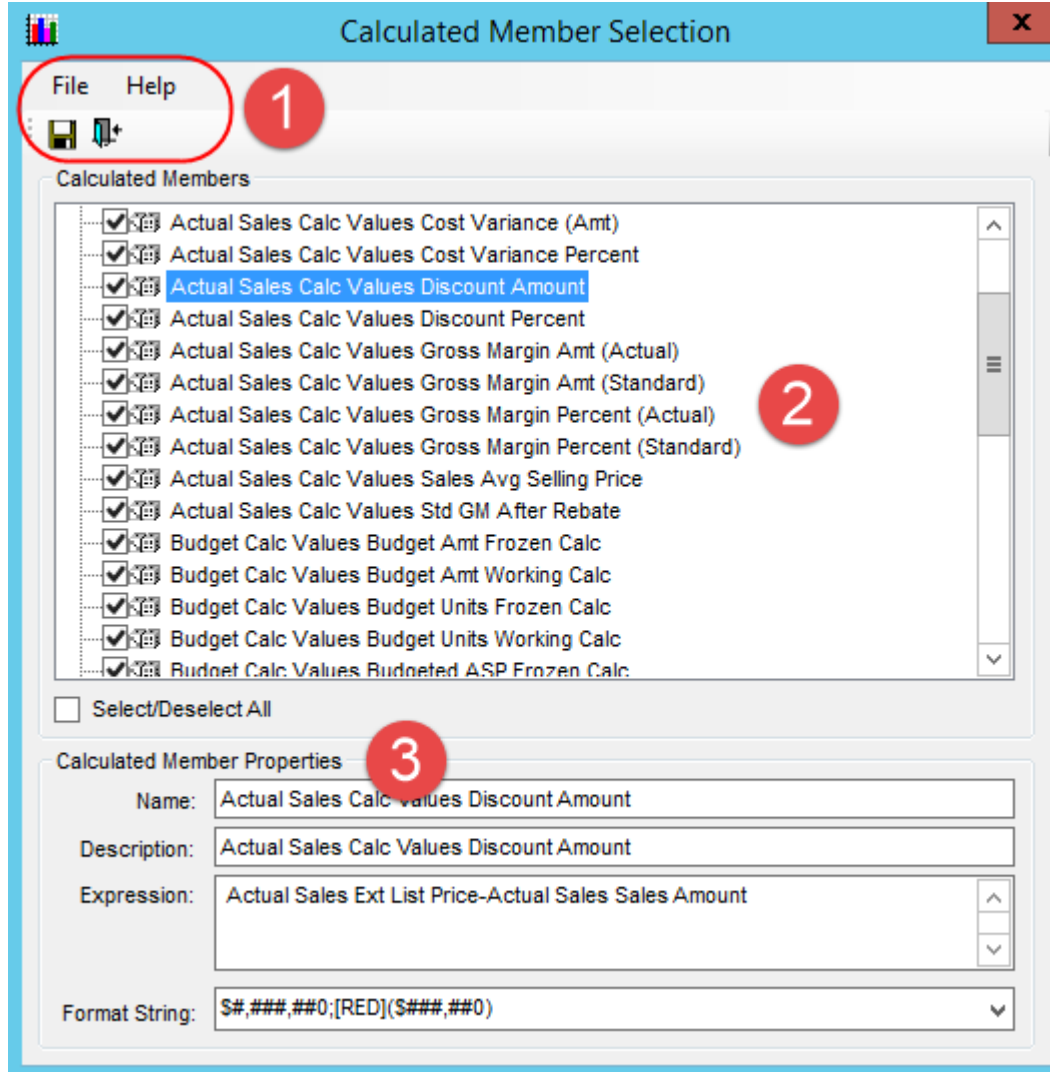 Calculated Member Selection
X
File Help
1
Calculated Members
Actual Sales Calc Values Cost Variance (Amt)
Actual Sales Calc Values Cost Variance Percent
Actual Sales Calc Values Discount Amount
Actual Sales Calc Values Discount Percent
Actual Sales Calc Values Gross Margin Amt (Actual)
Actual Sales Calc Values Gross Margin Amt (Standard)
2
Actual Sales Calc Values Gross Margin Percent (Actual)
Actual Sales Calc Values Gross Margin Percent (Standard)
Actual Sales Calc Values Sales Avg Selling Price
Actual Sales Calc Values Std GM After Rebate
Budget Calc Values Budget Amt Frozen Calc
Budget Calc Values Budget Amt Working Calc
Budget Calc Values Budget Units Frozen Calc
Budget Calc Values Budget Units Working Calc
Budget Calc Values Budgeted ASP Frozen Calc
Select/Deselect All
Calculated Member Properties
3
Name: Actual Sales Calc Values Discount Amount
Description: Actual Sales Calc Values Discount Amount
Expression: Actual Sales Ext List Price-Actual Sales Sales Amount
Format String: $#,###,##0;[RED]($###,##0)